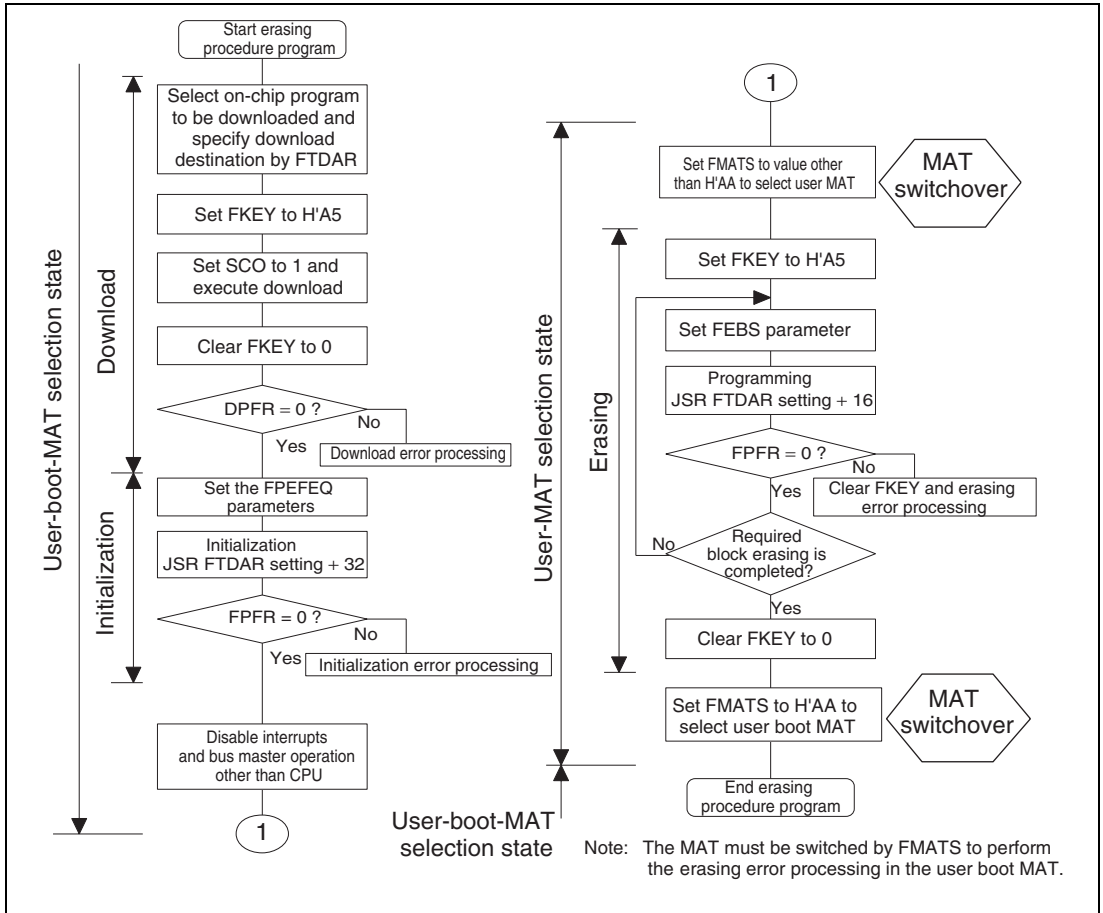 Start erasing
procedure program
User-boot-MAT selection state
Download
Select on-chip program
to be downloaded and
specify download
destination by FTDAR
Set FKEY to H'A5
Set SCO to 1 and
execute download
Clear FKEY to 0
DPFR = 0 ?
No
Yes
Download error processing
Initialization
Set the FPEFEQ
parameters
Initialization
JSR FTDAR setting + 32
FPFR = 0 ?
No
Yes
Initialization error processing
Disable interrupts
and bus master operation
other than CPU
1
1
User-MAT selection state
Set FMATS to value other
than H'AA to select user MAT
MAT
switchover
Erasing
Set FKEY to H'A5
Set FEBS parameter
Programming
JSR FTDAR setting + 16
FPFR = 0 ?
No
Yes
Clear FKEY and erasing
error processing
No
Required
block erasing is
completed?
Yes
Clear FKEY to 0
Set FMATS to H'AA to
select user boot MAT
MAT
switchover
End erasing
procedure program
User-boot-MAT
selection state
Note: The MAT must be switched by FMATS to perform
the erasing error processing in the user boot MAT.